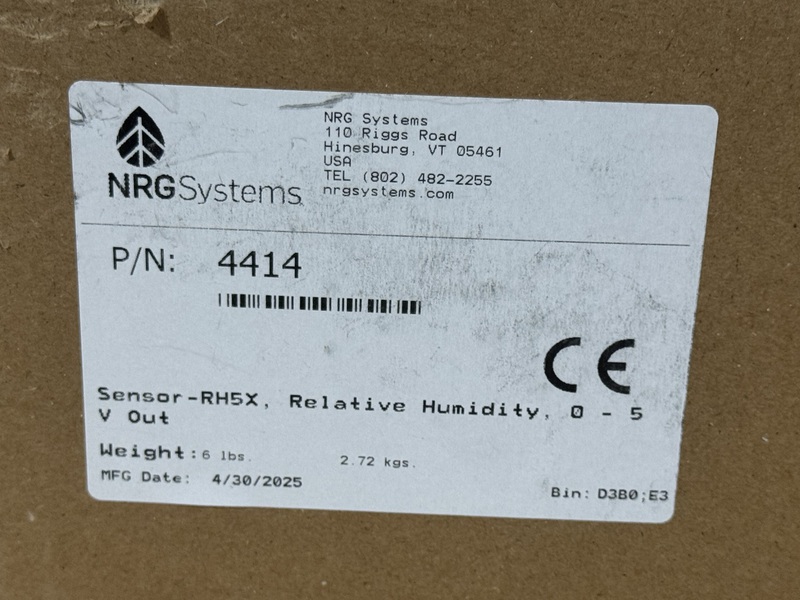 NRG Systems
110 Riggs Road
Hinesburg, VT 05461
USA
TEL (802) 482-2255
nrgsystems.com
NRGSystems
P/N: 4414
CE
Sensor-RH5X, Relative Humidity, 0 - 5
V Out
Weight: 6 lbs. 2.72 kgs.
MFG Date: 4/30/2025
Bin: D3B0;E3